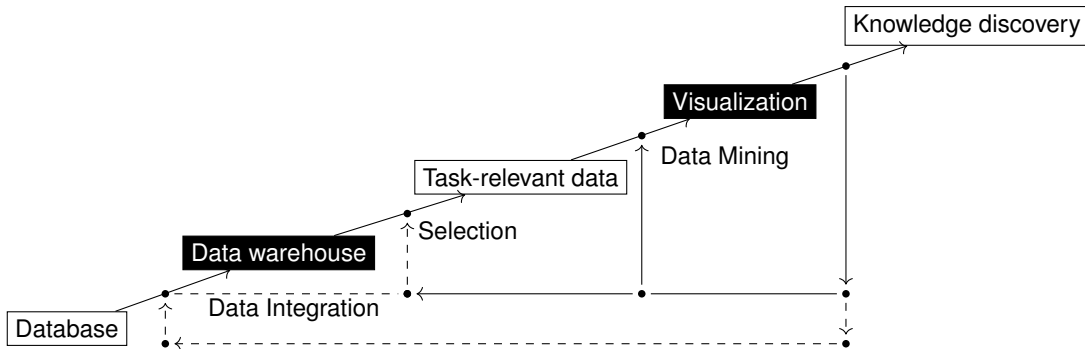 Knowledge discovery
Visualization
Data Mining
Task-relevant data
Selection
Data warehouse
Data Integration
Database